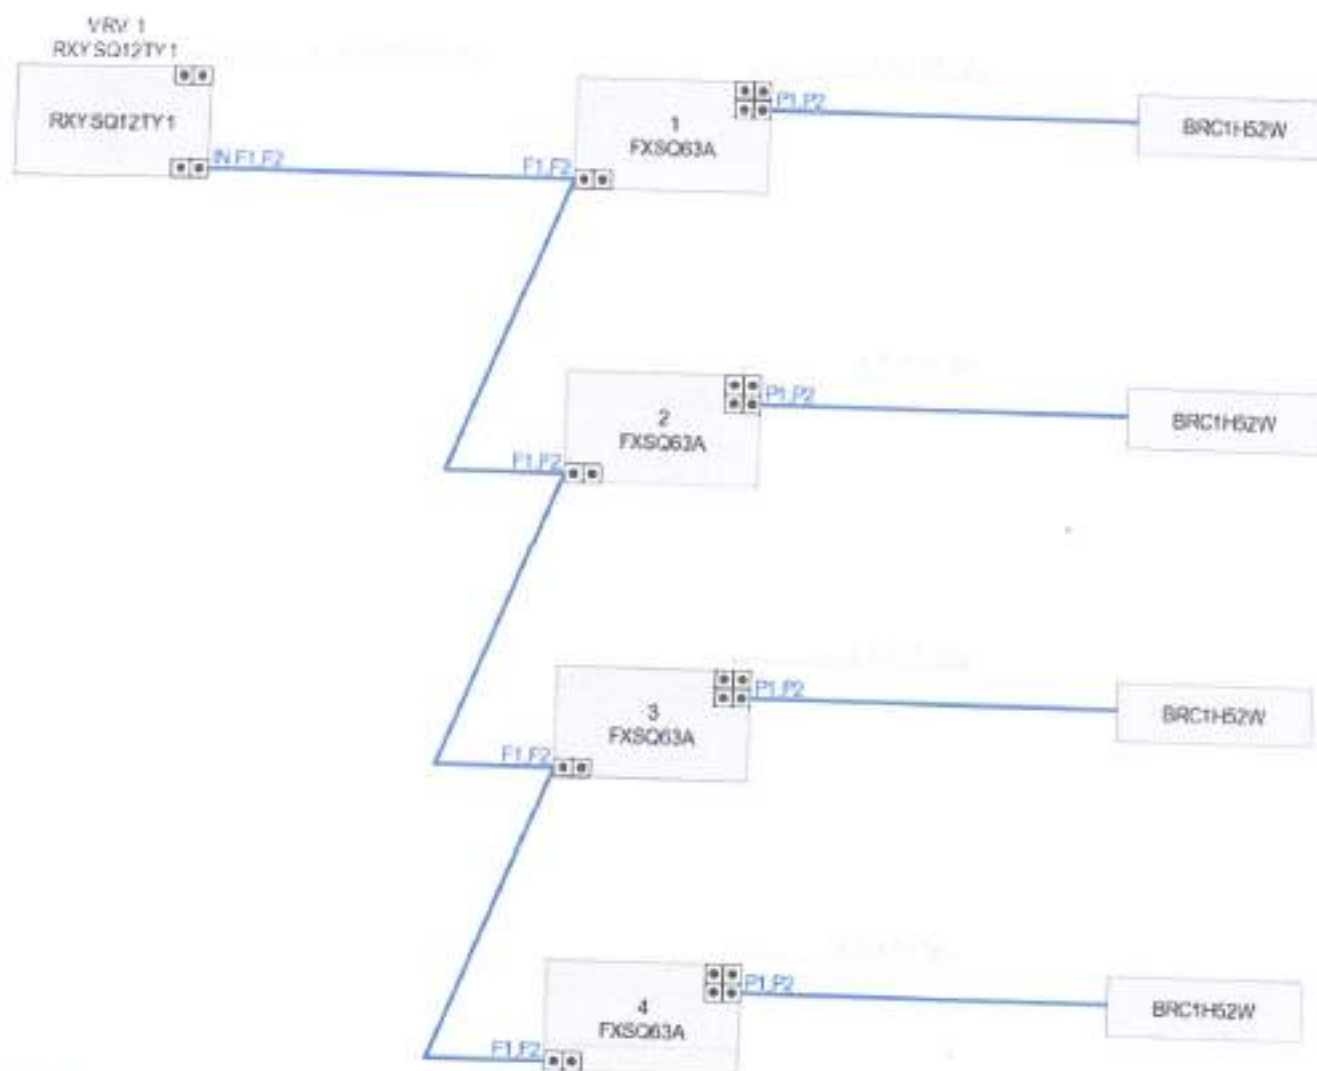 VRV 1
RXYSQ12TY1
RXYSQ12TY1
IN F1,F2
F1,F2
1
FXSQ63A
P1,P2
BRC1H52W
2
FXSQ63A
F1,F2
P1,P2
BRC1H52W
3
FXSQ63A
F1,F2
P1,P2
BRC1H52W
4
FXSQ63A
F1,F2
P1,P2
BRC1H52W